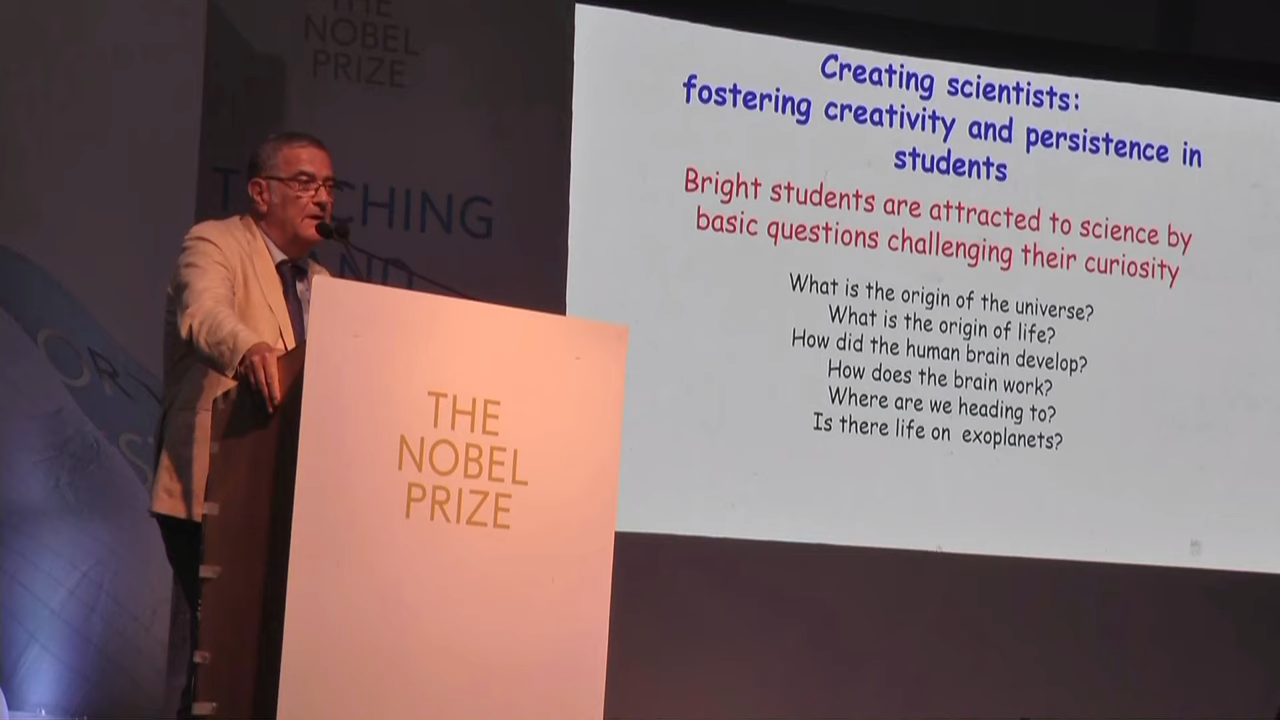 THE
NOBEL
PRIZE
CHING
AND
THE
NOBEL
PRIZE
Creating scientists:
fostering creativity and persistence in
students
Bright students are attracted to science by
basic questions challenging their curiosity
What is the origin of the universe?
What is the origin of life?
How did the human brain develop?
How does the brain work?
Where are we heading to?
Is there life on exoplanets?